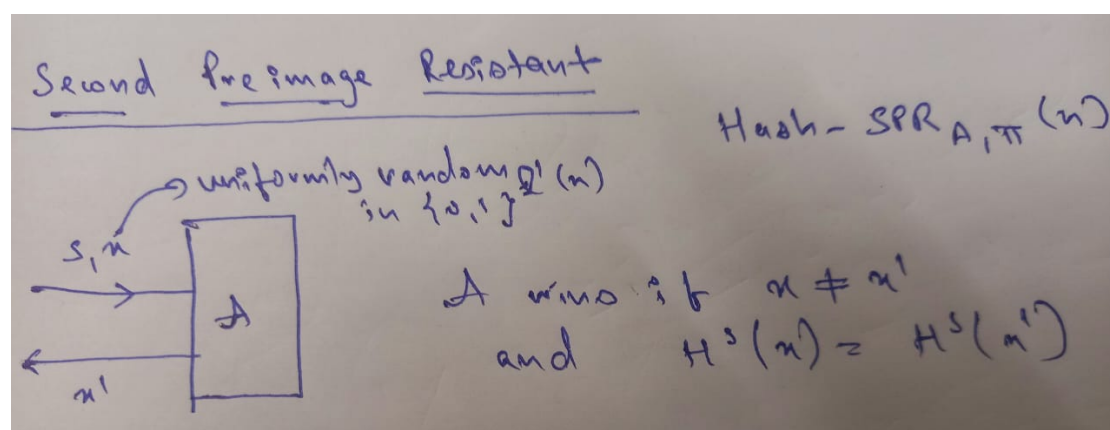 Second Preimage Resistant
Hash-SPR A,π (n)
uniformly random
in {0,1} l'(n)
s, x
A
x'
A wins if x ≠ x'
and H^s(x) = H^s(x')